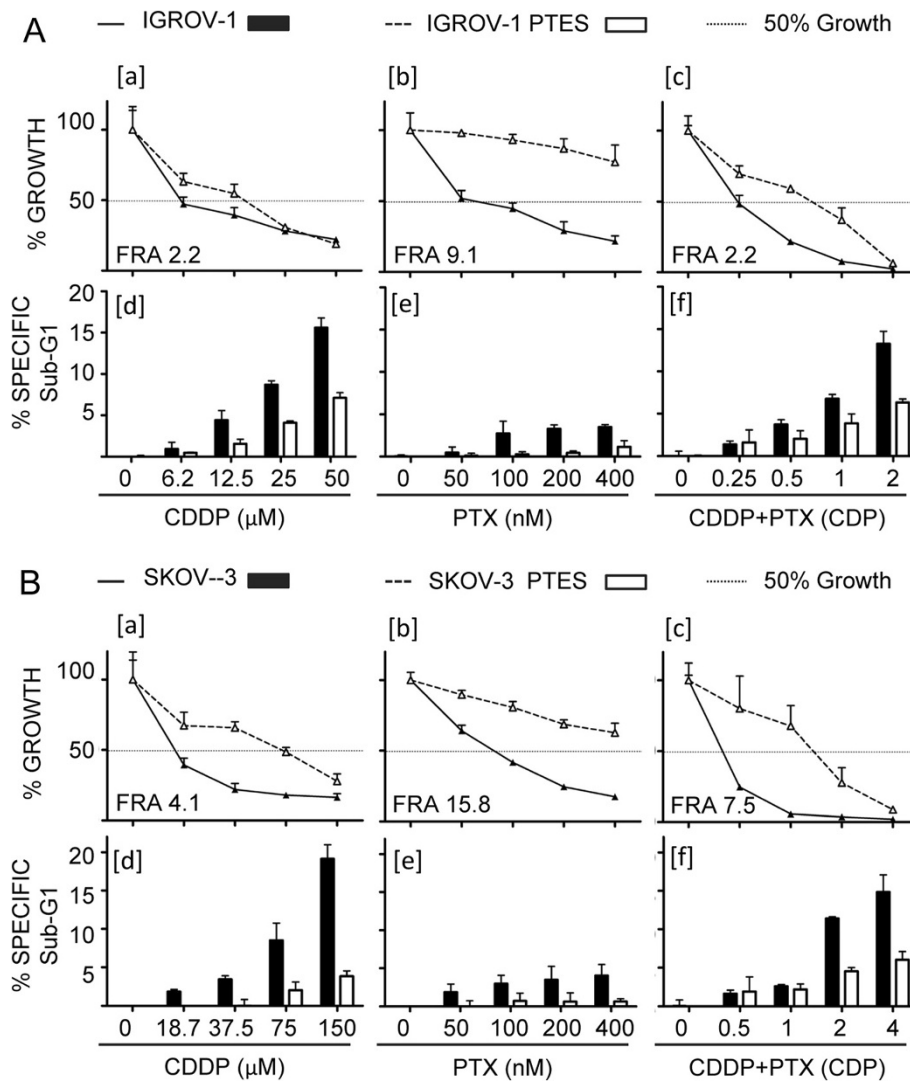 A
IGROV-1
IGROV-1 PTES
50% Growth
[a]
[b]
[c]
% GROWTH
100
50
FRA 2.2
FRA 9.1
FRA 2.2
% SPECIFIC
Sub-G1
20
15
10
5
[d]
[e]
[f]
0 6.2 12.5 25 50
0 50 100 200 400
0 0.25 0.5 1 2
CDDP (µM)
PTX (nM)
CDDP+PTX (CDP)
B
SKOV--3
SKOV-3 PTES
50% Growth
[a]
[b]
[c]
% GROWTH
100
50
FRA 4.1
FRA 15.8
FRA 7.5
% SPECIFIC
Sub-G1
20
15
10
5
[d]
[e]
[f]
0 18.7 37.5 75 150
0 50 100 200 400
0 0.5 1 2 4
CDDP (µM)
PTX (nM)
CDDP+PTX (CDP)